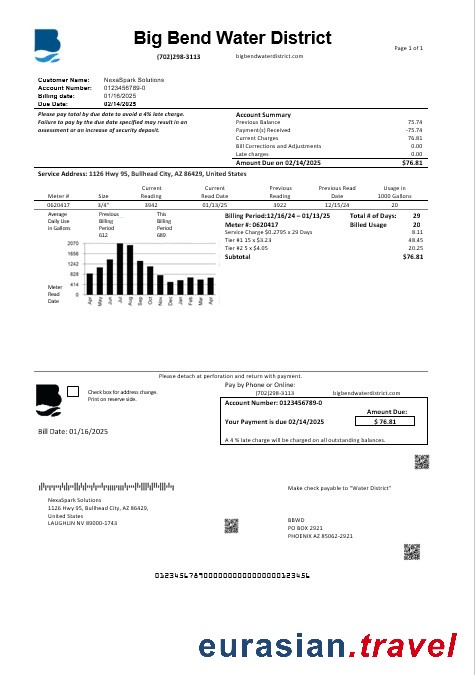 Big Bend Water District
Page 1 of 1
(702)298-3113 bigbendwaterdistrict.com
Customer Name: NexaSpark Solutions
Account Number: 0123456789-0
Billing date: 01/16/2025
Due Date: 02/14/2025
Please pay total by due date to avoid a 4% late charge.
Failure to pay by the due date specified may result in an
assessment or an increase of security deposit.
Account Summary
Previous Balance 75.74
Payment(s) Received -75.74
Current Charges 76.81
Bill Corrections and Adjustments 0.00
Late charges 0.00
Amount Due on 02/14/2025 $76.81
Service Address: 1126 Hwy 95, Bullhead City, AZ 86429, United States
Meter # Size Current Reading Current Read Date Previous Reading Previous Read Date Usage in 1000 Gallons
0620417 3/4" 3942 01/13/25 3922 12/15/24 20
Average Daily Use in Gallons
Previous Billing Period 612
This Billing Period 689
2070
1656
1242
828
414
0
Meter Read Date
Apr May Jun Jul Aug Sep Oct Nov Dec Jan Feb Mar Apr
Billing Period:12/16/24 – 01/13/25 Total # of Days: 29
Meter #: 0620417 Billed Usage 20
Service Charge $0.2795 x 29 Days 8.11
Tier #1 15 x $3.23 48.45
Tier #2 5 x $4.05 20.25
Subtotal $76.81
Please detach at perforation and return with payment.
Check box for address change.
Print on reserve side.
Pay by Phone or Online:
(702)298-3113 bigbendwaterdistrict.com
Account Number: 0123456789-0
Amount Due:
Your Payment is due 02/14/2025 $ 76.81
A 4 % late charge will be charged on all outstanding balances.
Bill Date: 01/16/2025
Make check payable to "Water District"
NexaSpark Solutions
1126 Hwy 95, Bullhead City, AZ 86429,
United States
LAUGHLIN NV 89000-1743
BBWD
PO BOX 2921
PHOENIX AZ 85062-2921
eurasian.travel